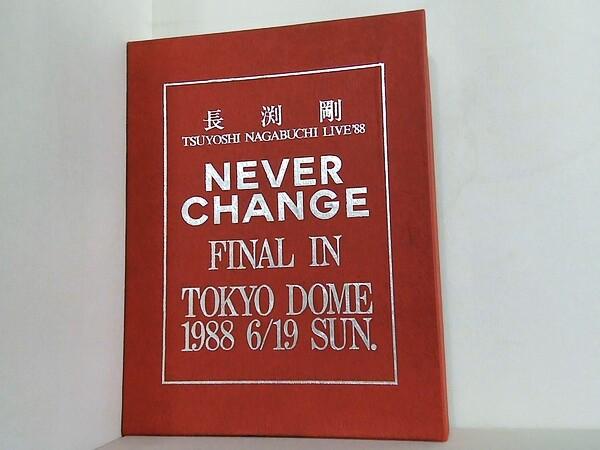 長渕剛
TSUYOSHI NAGABUCHI LIVE'88
NEVER
CHANGE
FINAL IN
TOKYO DOME
1988 6/19 SUN.